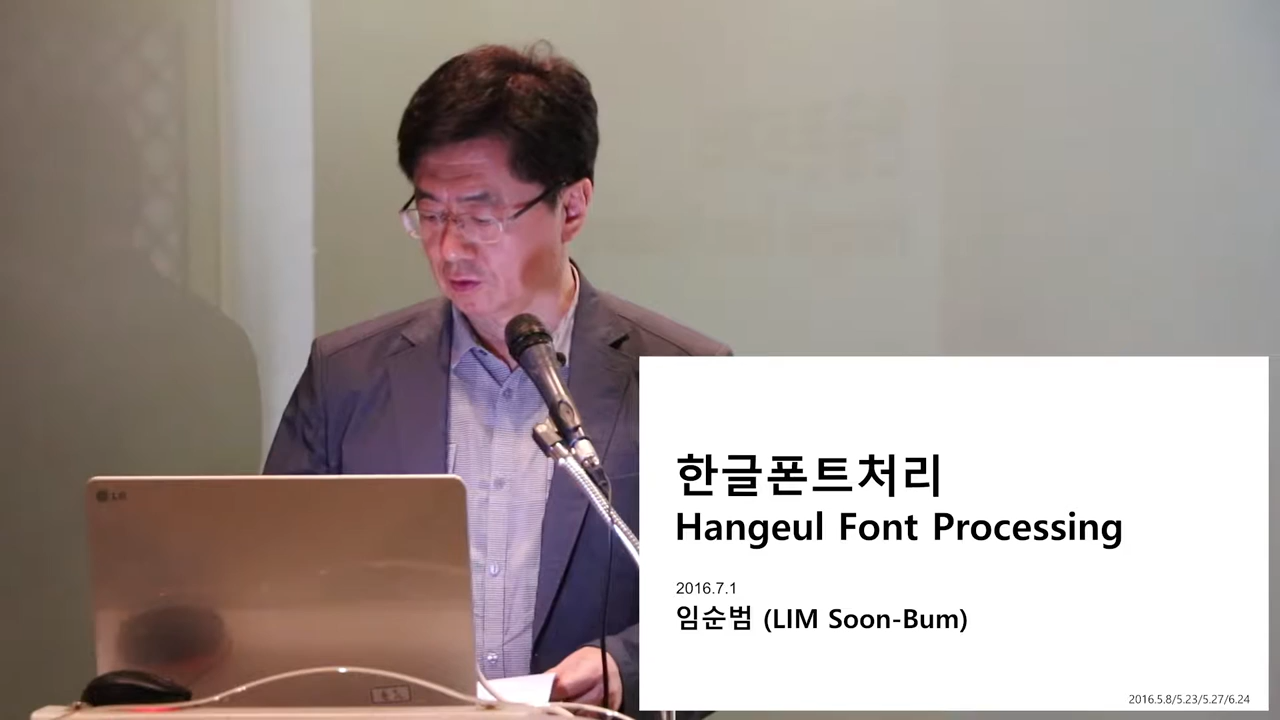 LG
한글폰트처리
Hangeul Font Processing
2016.7.1
임순범 (LIM Soon-Bum)
2016.5.8/5.23/5.27/6.24